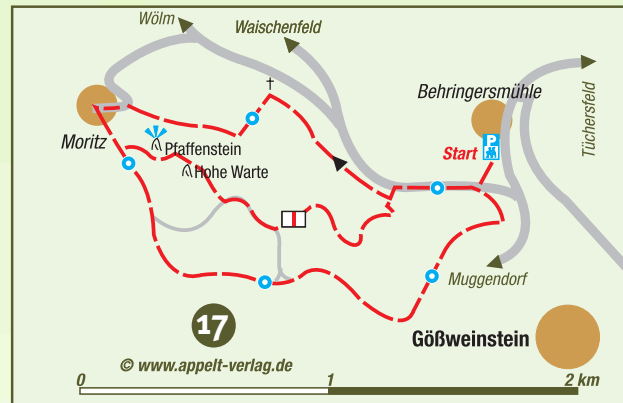 Wölm
Waischenfeld
Behringersmühle
Tüchersfeld
P
Start
Moritz
Pfaffenstein
Hohe Warte
Muggendorf
17
Gößweinstein
© www.appelt-verlag.de
0 1 2 km